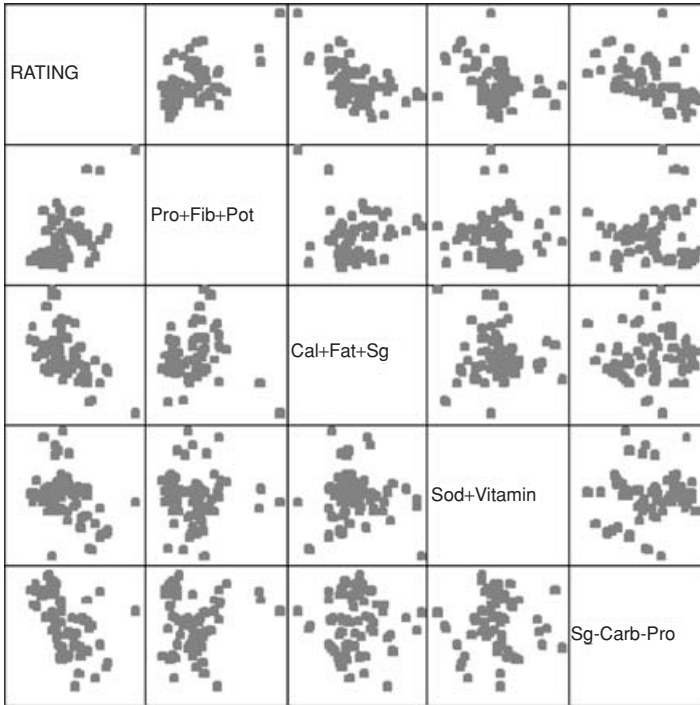 RATING
Pro+Fib+Pot
Cal+Fat+Sg
Sod+Vitamin
Sg-Carb-Pro